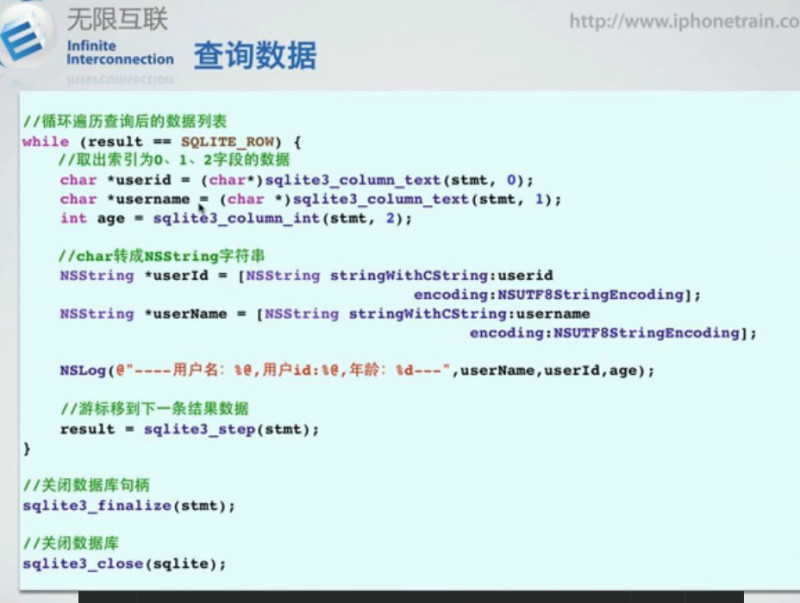 无限互联
Infinite
Interconnection
查询数据
http://www.iphonetrain.co
//循环遍历查询后的数据列表
while (result == SQLITE_ROW) {
//取出索引为0、1、2字段的数据
char *userid = (char*)sqlite3_column_text(stmt, 0);
char *username = (char *)sqlite3_column_text(stmt, 1);
int age = sqlite3_column_int(stmt, 2);
//char转成NSString字符串
NSString *userId = [NSString stringWithCString:userid
encoding:NSUTF8StringEncoding];
NSString *userName = [NSString stringWithCString:username
encoding:NSUTF8StringEncoding];
NSLog(@"----用户名：%@,用户id:%@,年龄：%d---",userName,userId,age);
//游标移到下一条结果数据
result = sqlite3_step(stmt);
}
//关闭数据库句柄
sqlite3_finalize(stmt);
//关闭数据库
sqlite3_close(sqlite);